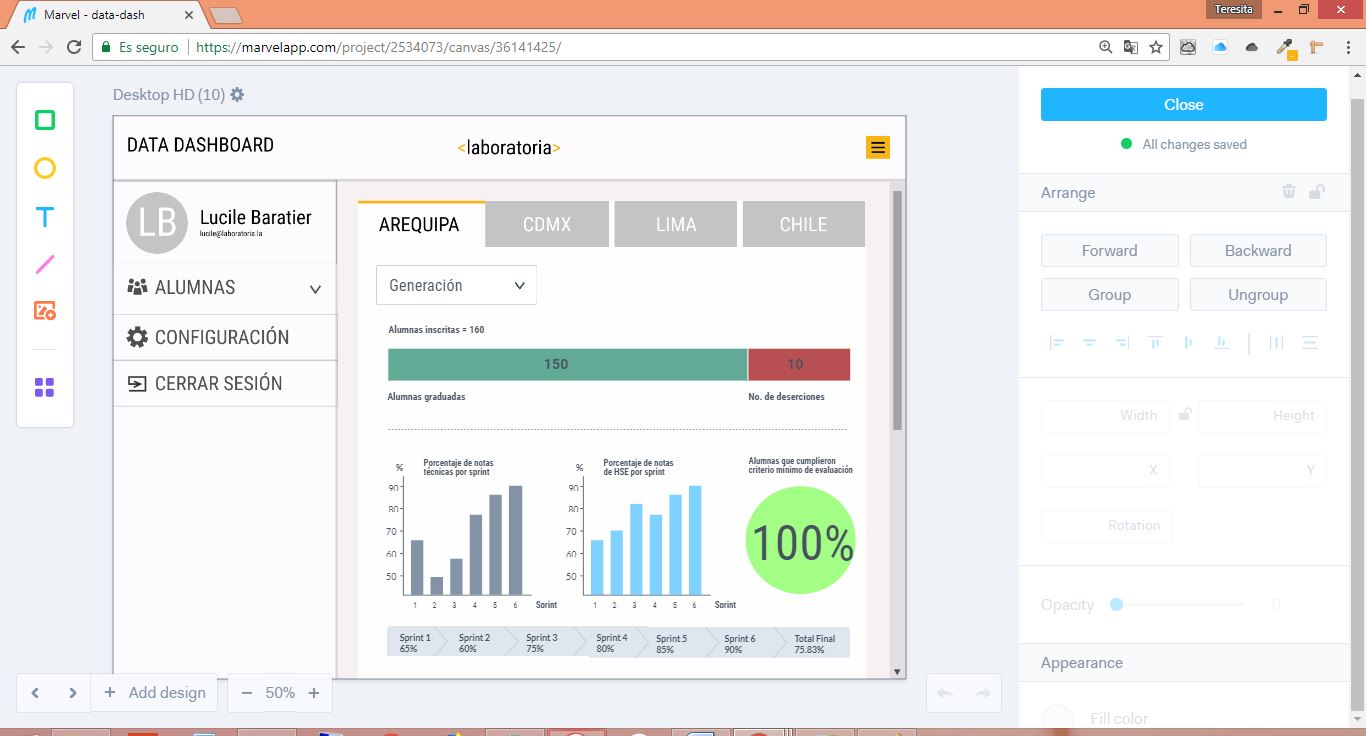 Marvel - data-dash
Teresita
Es seguro
https://marvelapp.com/project/2534073/canvas/36141425/
Desktop HD (10)
Close
All changes saved
Arrange
Forward
Backward
Group
Ungroup
Width
Height
X
Y
Rotation
Opacity
0
Appearance
Fill color
DATA DASHBOARD
<laboratoria>
LB
Lucile Baratier
lucile@laboratoria.la
ALUMNAS
CONFIGURACIÓN
CERRAR SESIÓN
AREQUIPA
CDMX
LIMA
CHILE
Generación
Alumnas inscritas = 160
150
10
Alumnas graduadas
No. de deserciones
%
Porcentaje de notas
técnicas por sprint
90
80
70
60
50
1 2 3 4 5 6
Sprint
%
Porcentaje de notas
de HSE por sprint
90
80
70
60
50
1 2 3 4 5 6
Sprint
Alumnas que cumplieron
criterio mínimo de evaluación
100%
Sprint 1
65%
Sprint 2
60%
Sprint 3
75%
Sprint 4
80%
Sprint 5
85%
Sprint 6
90%
Total Final
75.83%
+ Add design
− 50% +